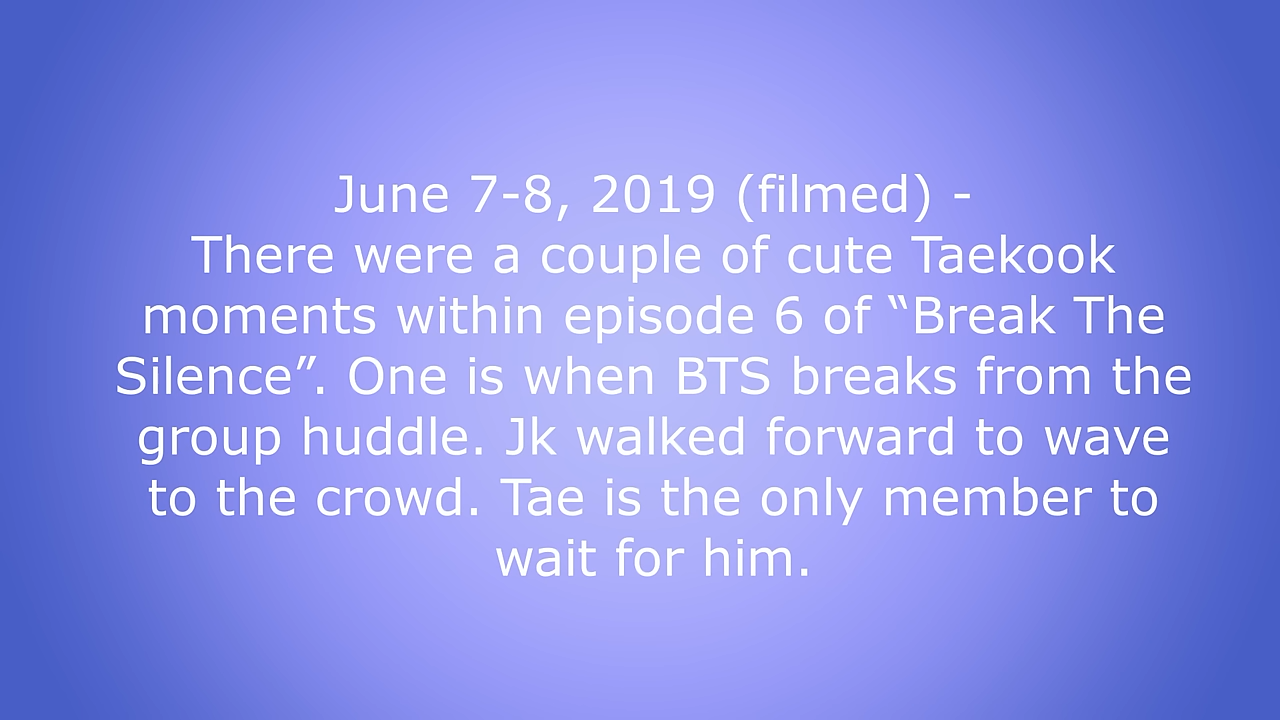 June 7-8, 2019 (filmed) -
There were a couple of cute Taekook
moments within episode 6 of “Break The
Silence”. One is when BTS breaks from the
group huddle. Jk walked forward to wave
to the crowd. Tae is the only member to
wait for him.